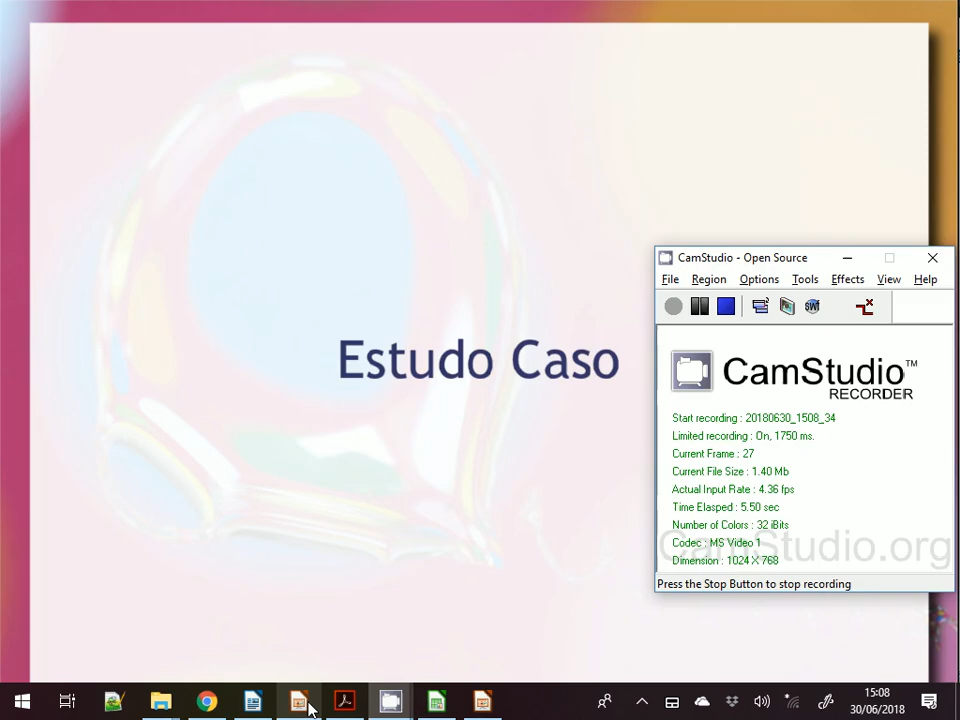 Estudo Caso
CamStudio - Open Source
File Region Options Tools Effects View Help
SWF
CamStudio™
RECORDER
Start recording : 20180630_1508_34
Limited recording : On, 1750 ms.
Current Frame : 27
Current File Size : 1.40 Mb
Actual Input Rate : 4.36 fps
Time Elasped : 5.50 sec
Number of Colors : 32 iBits
Codec : MS Video 1
CamStudio.org
Dimension : 1024 X 768
Press the Stop Button to stop recording
15:08
30/06/2018